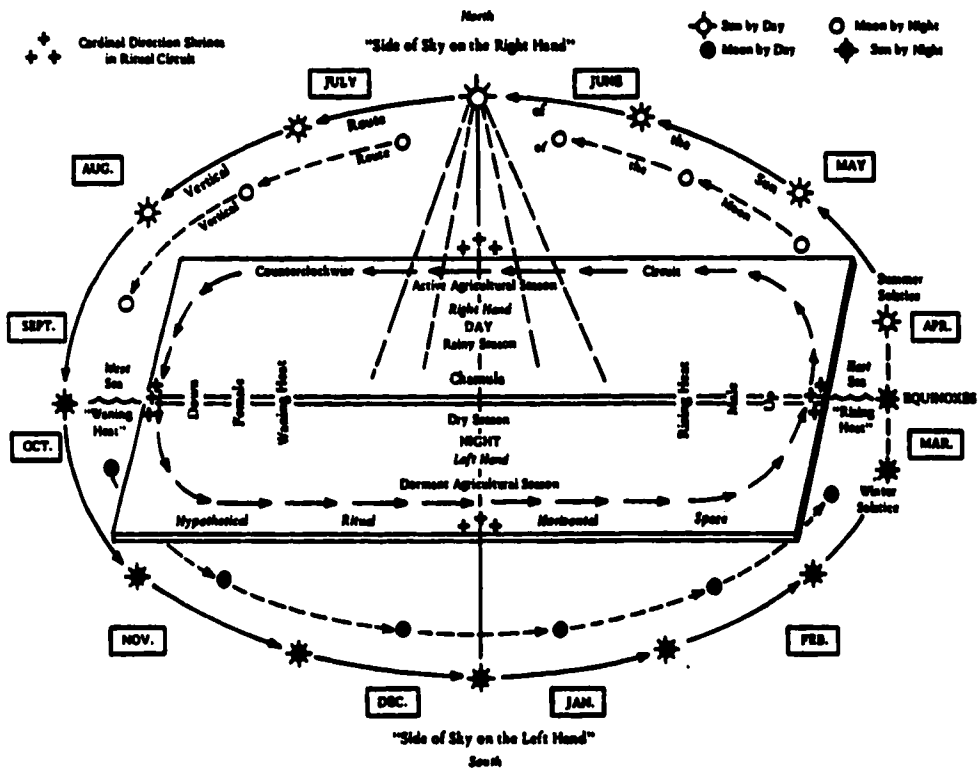 North
"Side of Sky on the Right Hand"
Cardinal Direction Shrines
in Ritual Circuit
Sun by Day
Moon by Night
Moon by Day
Sun by Night
JULY
JUNE
AUG.
MAY
Vertical Route of the Sun
Vertical Route of the Moon
Counterclockwise Circuit
Active Agricultural Season
Right Hand
DAY
Rainy Season
Summer
Solstice
SEPT.
APR.
West
Sea
"Waning
Heat"
Down
Female
Waning Heat
Chamula
Rising Heat
Male
Up
East
Sea
"Rising
Heat"
EQUINOXES
Dry Season
NIGHT
Left Hand
Dormant Agricultural Season
OCT.
MAR.
Winter
Solstice
Hypothetical Ritual Horizontal Space
NOV.
FEB.
DEC.
JAN.
"Side of Sky on the Left Hand"
South